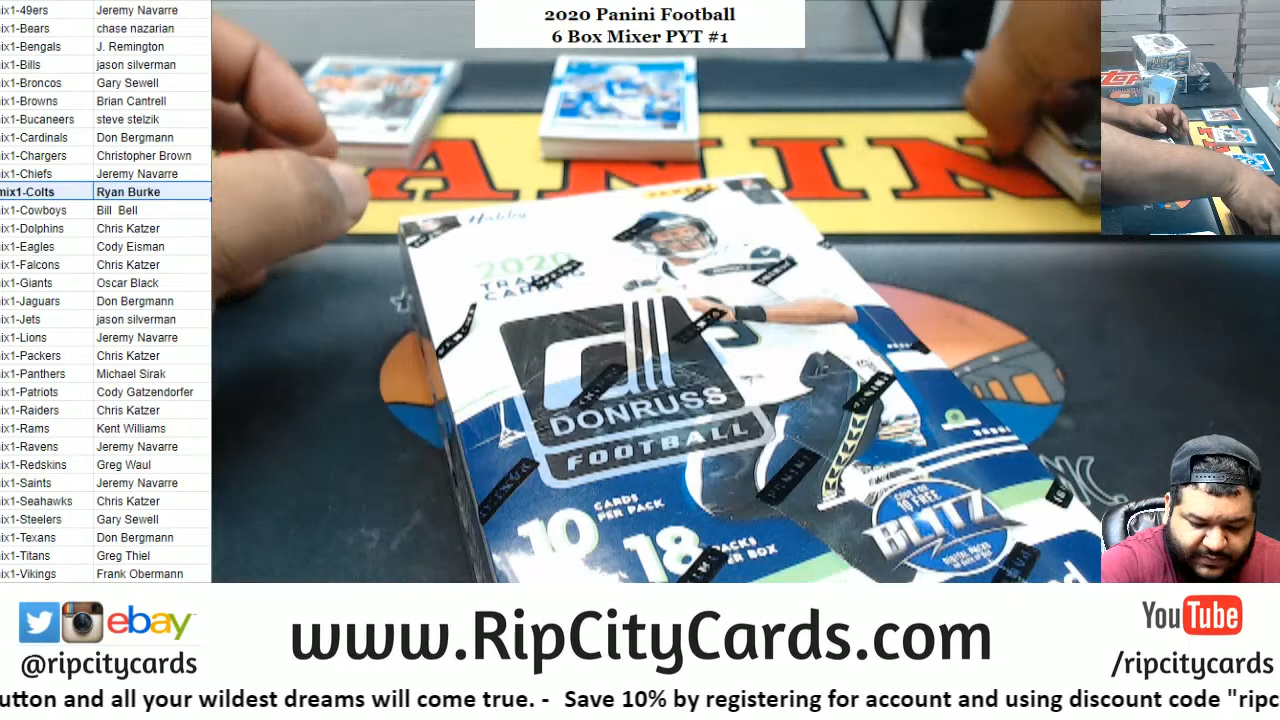 ix1-49ers Jeremy Navarre
ix1-Bears chase nazarian
ix1-Bengals J. Remington
ix1-Bills jason silverman
ix1-Broncos Gary Sewell
ix1-Browns Brian Cantrell
ix1-Bucaneers steve stelzik
ix1-Cardinals Don Bergmann
ix1-Chargers Christopher Brown
ix1-Chiefs Jeremy Navarre
mix1-Colts Ryan Burke
ix1-Cowboys Bill Bell
ix1-Dolphins Chris Katzer
ix1-Eagles Cody Eisman
ix1-Falcons Chris Katzer
ix1-Giants Oscar Black
ix1-Jaguars Don Bergmann
ix1-Jets jason silverman
ix1-Lions Jeremy Navarre
ix1-Packers Chris Katzer
ix1-Panthers Michael Sirak
ix1-Patriots Cody Gatzendorfer
ix1-Raiders Chris Katzer
ix1-Rams Kent Williams
ix1-Ravens Jeremy Navarre
ix1-Redskins Greg Waul
ix1-Saints Jeremy Navarre
ix1-Seahawks Chris Katzer
ix1-Steelers Gary Sewell
ix1-Texans Don Bergmann
ix1-Titans Greg Thiel
ix1-Vikings Frank Obermann
2020 Panini Football
6 Box Mixer PYT #1
PANINI
PANINI
Hobby
2020
TRADING
CARDS
DONRUSS
FOOTBALL
10 CARDS
PER PACK
18 PACKS
PER BOX
BLITZ
ebay
@ripcitycards
www.RipCityCards.com
YouTube
/ripcitycards
utton and all your wildest dreams will come true. - Save 10% by registering for account and using discount code "ripc